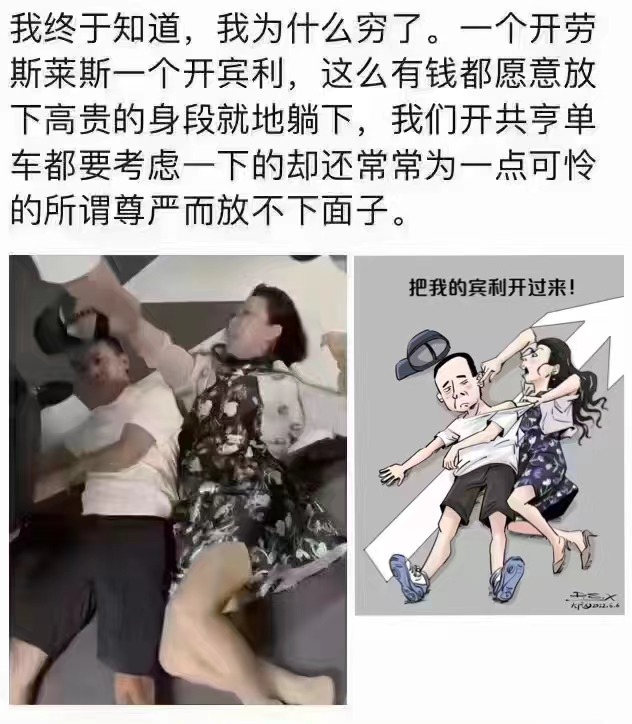 我终于知道，我为什么穷了。一个开劳
斯莱斯一个开宾利，这么有钱都愿意放
下高贵的身段就地躺下，我们开共享单
车都要考虑一下的却还常常为一点可怜
的所谓尊严而放不下面子。
把我的宾利开过来！
2022.6.6